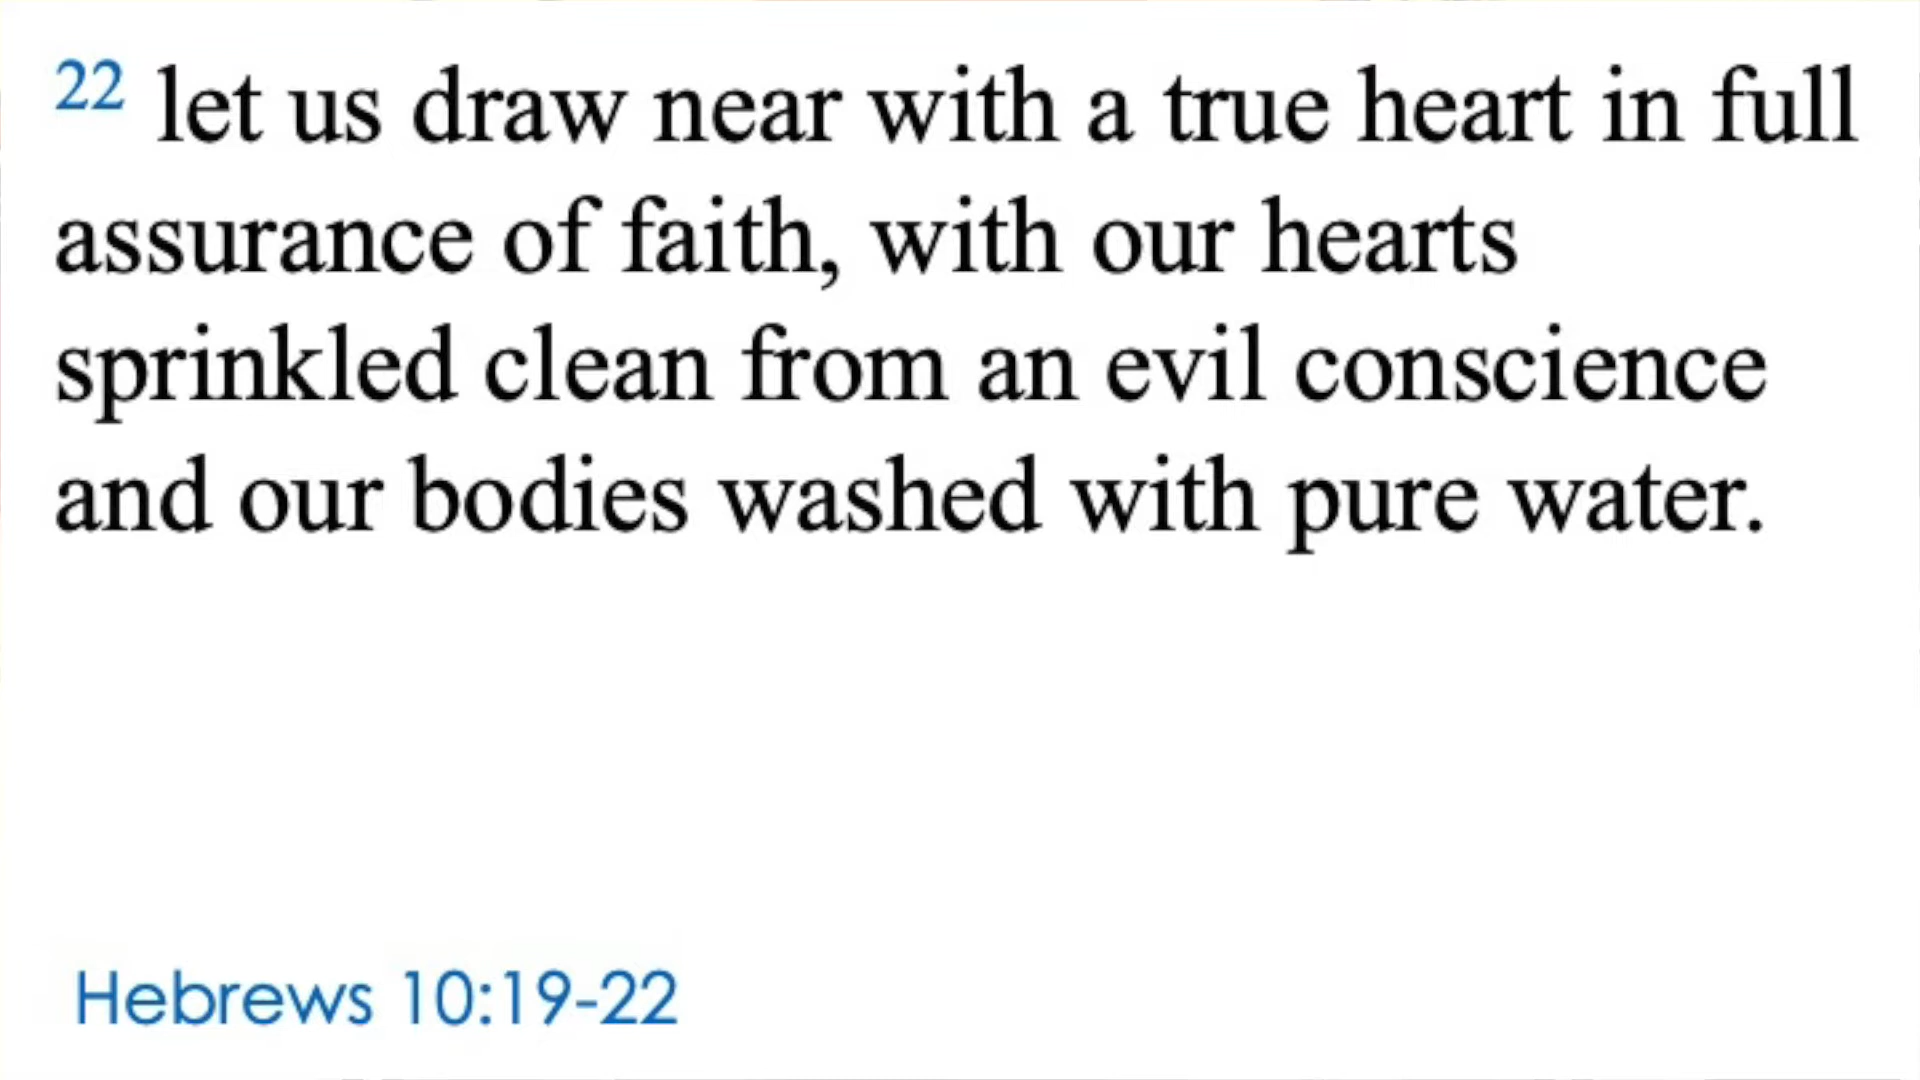 22 let us draw near with a true heart in full
assurance of faith, with our hearts
sprinkled clean from an evil conscience
and our bodies washed with pure water.
Hebrews 10:19-22